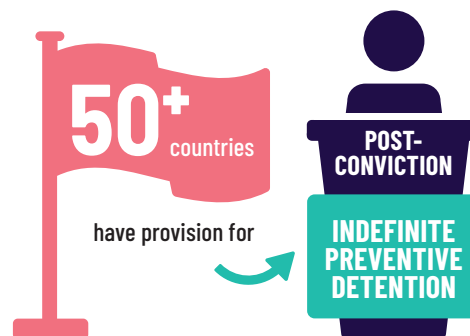 50+ countries
have provision for
POST-
CONVICTION
INDEFINITE
PREVENTIVE
DETENTION